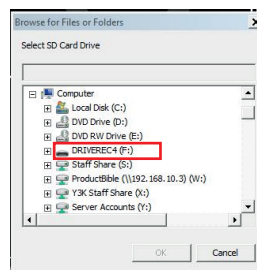 Browse for Files or Folders
Select SD Card Drive
Computer
Local Disk (C:)
DVD Drive (D:)
DVD RW Drive (E:)
DRIVEREC4 (F:)
Staff Share (S:)
ProductBible (\\192.168.10.3) (W:)
Y3K Staff Share (X:)
Server Accounts (Y:)
OK
Cancel